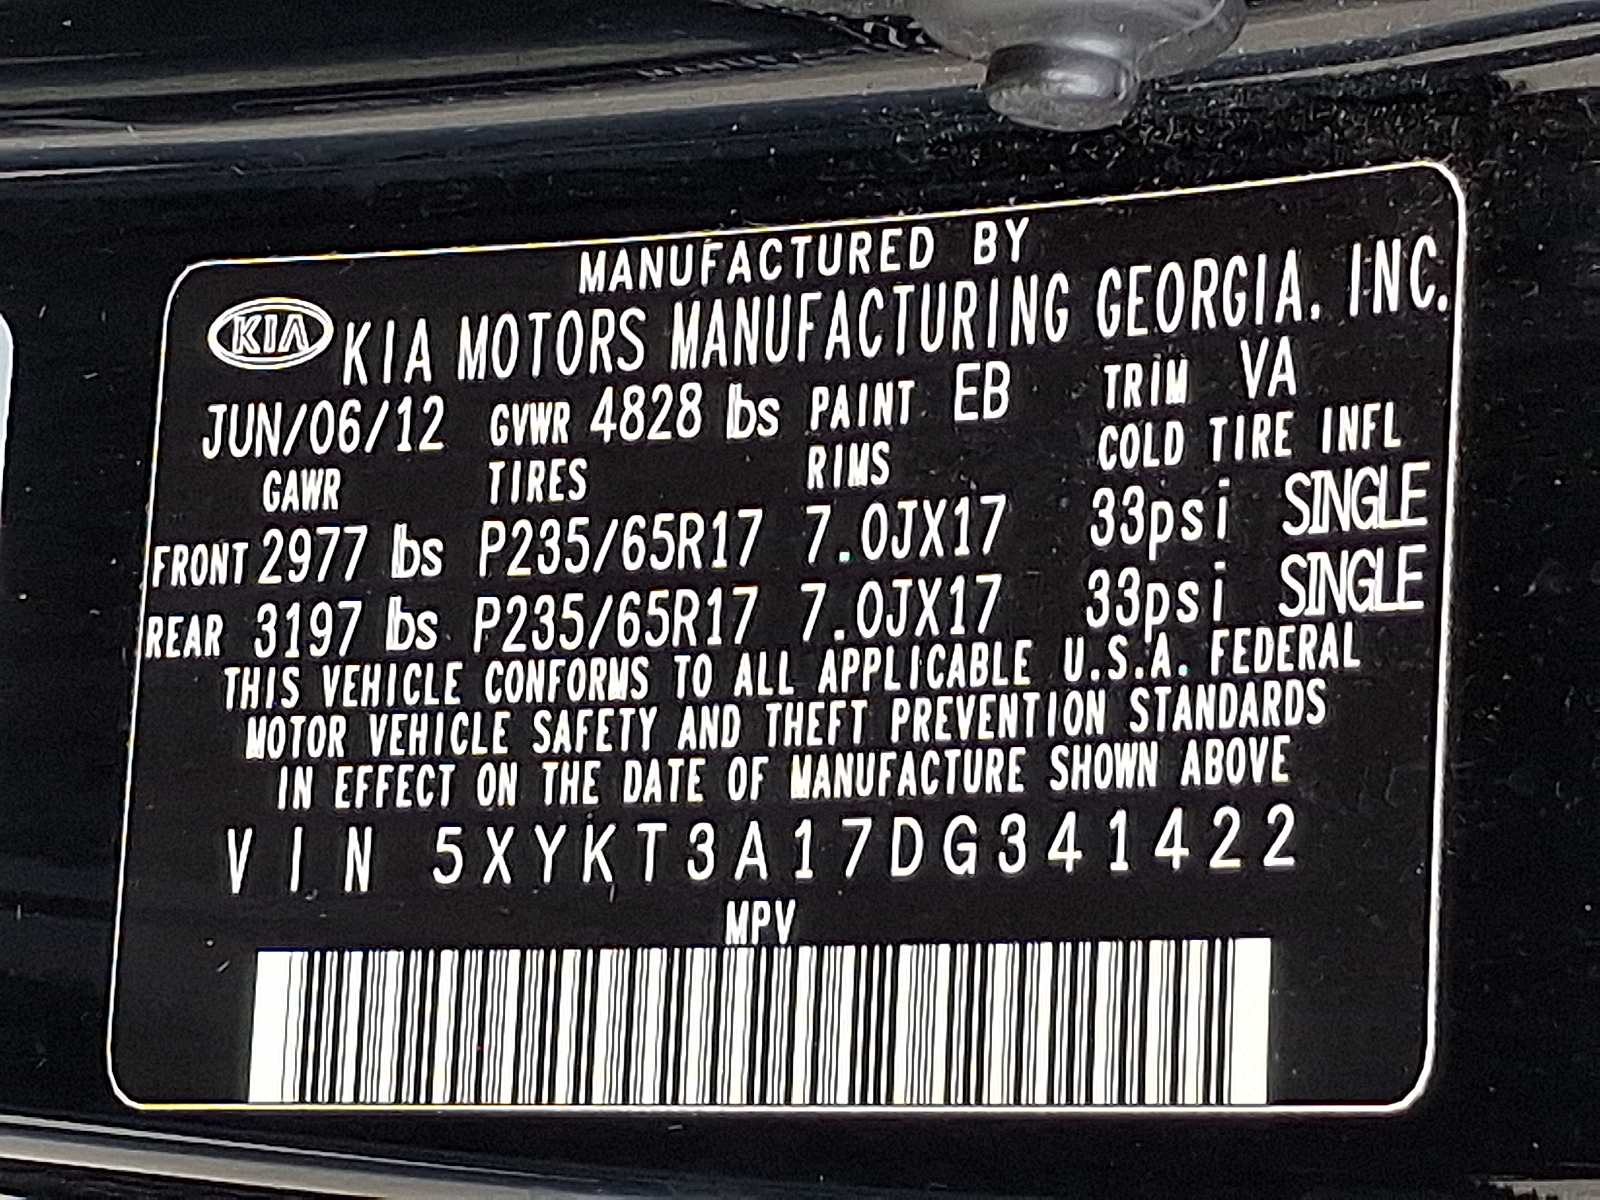 MANUFACTURED BY
KIA KIA MOTORS MANUFACTURING GEORGIA, INC.
JUN/06/12 GVWR 4828 lbs PAINT EB TRIM VA
GAWR TIRES RIMS COLD TIRE INFL
FRONT 2977 lbs P235/65R17 7.0JX17 33psi SINGLE
REAR 3197 lbs P235/65R17 7.0JX17 33psi SINGLE
THIS VEHICLE CONFORMS TO ALL APPLICABLE U.S.A. FEDERAL
MOTOR VEHICLE SAFETY AND THEFT PREVENTION STANDARDS
IN EFFECT ON THE DATE OF MANUFACTURE SHOWN ABOVE
VIN 5XYKT3A17DG341422
MPV